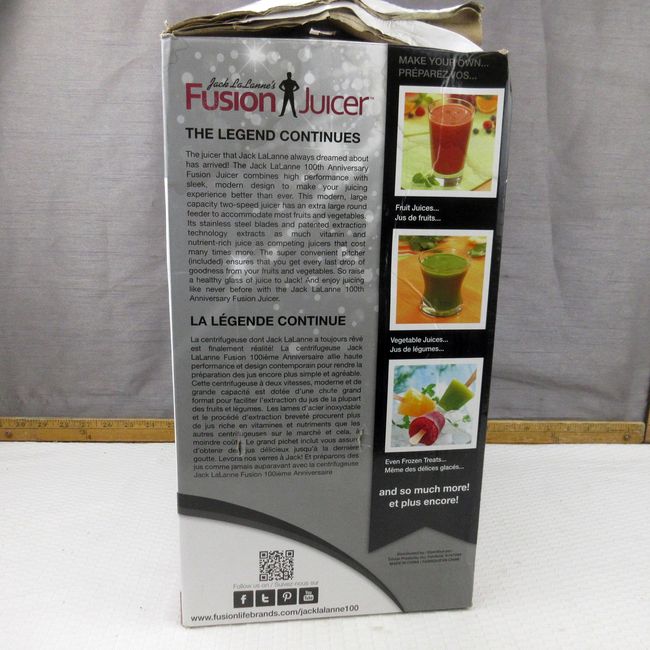 Jack LaLanne's
FUSION JUICER™
THE LEGEND CONTINUES
The juicer that Jack LaLanne always dreamed about
has arrived! The Jack LaLanne 100th Anniversary
Fusion Juicer combines high performance with
sleek, modern design to make your juicing
experience better than ever. This modern, large
capacity two-speed juicer has an extra large round
feeder to accommodate most fruits and vegetables.
Its stainless steel blades and patented extraction
technology extracts as much vitamin and
nutrient-rich juice as competing juicers that cost
many times more. The super convenient pitcher
(included) ensures that you get every last drop of
goodness from your fruits and vegetables. So raise
a healthy glass of juice to Jack! And enjoy juicing
like never before with the Jack LaLanne 100th
Anniversary Fusion Juicer.
LA LÉGENDE CONTINUE
La centrifugeuse dont Jack LaLanne a toujours rêvé
est finalement réalité! La centrifugeuse Jack
LaLanne Fusion 100ième Anniversaire allie haute
performance et design contemporain pour rendre la
préparation des jus encore plus simple et agréable.
Cette centrifugeuse à deux vitesses, moderne et de
grande capacité est dotée d'une chute grand
format pour faciliter l'extraction du jus de la plupart
des fruits et légumes. Les lames d'acier inoxydable
et le procédé d'extraction breveté produisent plus
de jus riche en vitamines et nutriments que les
autres centrifugeuses sur le marché et cela, à
moindre coût. Le grand pichet inclut vous assure
d'obtenir des jus délicieux jusqu'à la dernière
goutte. Levons nos verres à Jack! Et préparons des
jus comme jamais auparavant avec la centrifugeuse
Jack LaLanne Fusion 100ième Anniversaire
Follow us on / Suivez-nous sur
www.fusionlifebrands.com/jacklalanne100
MAKE YOUR OWN...
PRÉPAREZ VOS...
Fruit Juices...
Jus de fruits...
Vegetable Juices...
Jus de légumes...
Even Frozen Treats...
Même des délices glacés...
and so much more!
et plus encore!
MADE IN CHINA / FABRIQUÉ EN CHINE